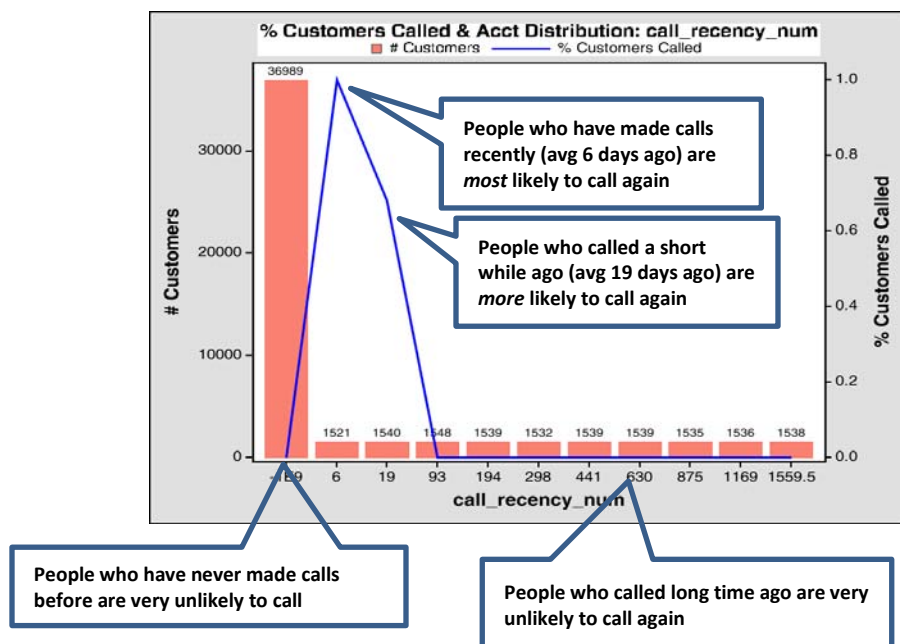 % Customers Called & Acct Distribution: call_recency_num
# Customers % Customers Called
36989
1.0
30000
0.8
0.6
20000
0.4
10000
0.2
1521 1540 1548 1539 1532 1539 1539 1535 1536 1538
0 0.0
# Customers
% Customers Called
-1E9 6 19 93 194 298 441 630 875 1169 1559.5
call_recency_num
People who have made calls
recently (avg 6 days ago) are
most likely to call again
People who called a short
while ago (avg 19 days ago) are
more likely to call again
People who have never made calls
before are very unlikely to call
People who called long time ago are very
unlikely to call again